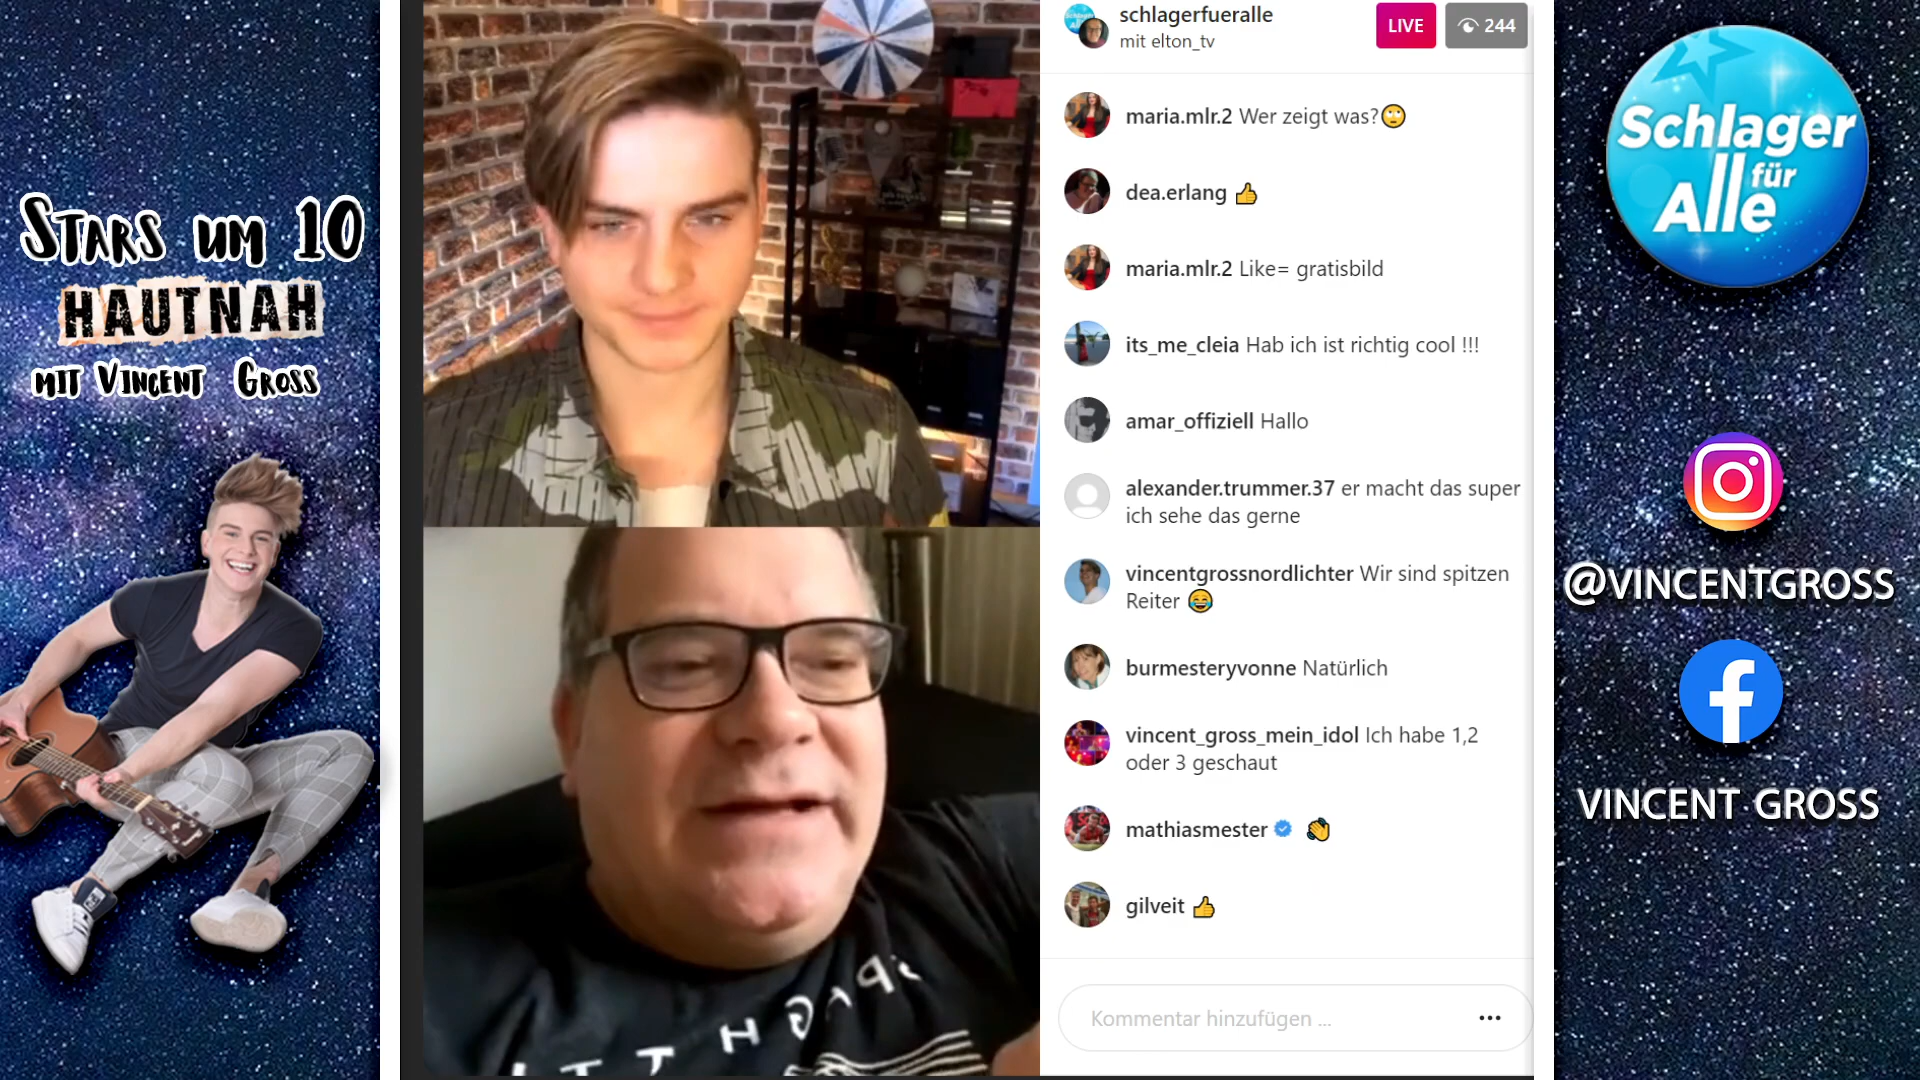 STARS UM 10
HAUTNAH
MIT VINCENT GROSS
schlagerfueralle
mit elton_tv
LIVE
244
maria.mlr.2 Wer zeigt was?🙄
dea.erlang 👍
maria.mlr.2 Like= gratisbild
its_me_cleia Hab ich ist richtig cool !!!
amar_offiziell Hallo
alexander.trummer.37 er macht das super
ich sehe das gerne
vincentgrossnordlichter Wir sind spitzen
Reiter 😂
burmesteryvonne Natürlich
vincent_gross_mein_idol Ich habe 1,2
oder 3 geschaut
mathiasmester 👏
gilveit 👍
Kommentar hinzufügen ...
Schlager
für
Alle
@VINCENTGROSS
VINCENT GROSS